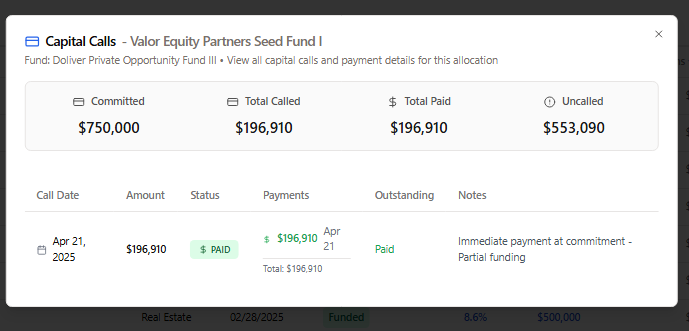 Capital Calls - Valor Equity Partners Seed Fund I
Fund: Doliver Private Opportunity Fund III • View all capital calls and payment details for this allocation
Committed
$750,000
Total Called
$196,910
Total Paid
$196,910
Uncalled
$553,090
Call Date Amount Status Payments Outstanding Notes
Apr 21,
2025
$196,910
$ PAID
$ $196,910 Apr
21
Total: $196,910
Paid
Immediate payment at commitment -
Partial funding
Real Estate 02/28/2025 Funded 8.6% $500,000